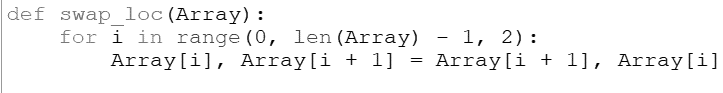 def swap_loc(Array):
    for i in range(0, len(Array) - 1, 2):
        Array[i], Array[i + 1] = Array[i + 1], Array[i]